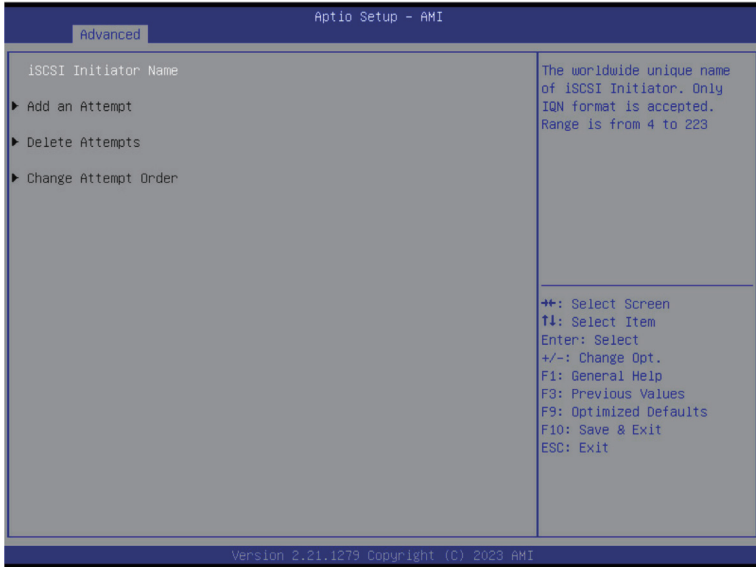 Aptio Setup – AMI
Advanced
iSCSI Initiator Name
▶ Add an Attempt
▶ Delete Attempts
▶ Change Attempt Order
The worldwide unique name
of iSCSI Initiator. Only
IQN format is accepted.
Range is from 4 to 223
→←: Select Screen
↑↓: Select Item
Enter: Select
+/-: Change Opt.
F1: General Help
F3: Previous Values
F9: Optimized Defaults
F10: Save & Exit
ESC: Exit
Version 2.21.1279 Copyright (C) 2023 AMI